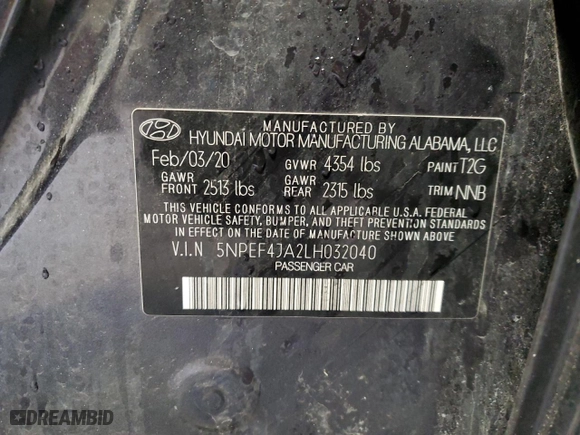 MANUFACTURED BY
HYUNDAI MOTOR MANUFACTURING ALABAMA, LLC
Feb/03/20 GVWR 4354 lbs PAINT T2G
GAWR FRONT 2513 lbs GAWR REAR 2315 lbs TRIM NNB
THIS VEHICLE CONFORMS TO ALL APPLICABLE U.S.A. FEDERAL
MOTOR VEHICLE SAFETY, BUMPER, AND THEFT PREVENTION STANDARDS
IN EFFECT ON THE DATE OF MANUFACTURE SHOWN ABOVE.
V.I.N 5NPEF4JA2LH032040
PASSENGER CAR
DREAMBID